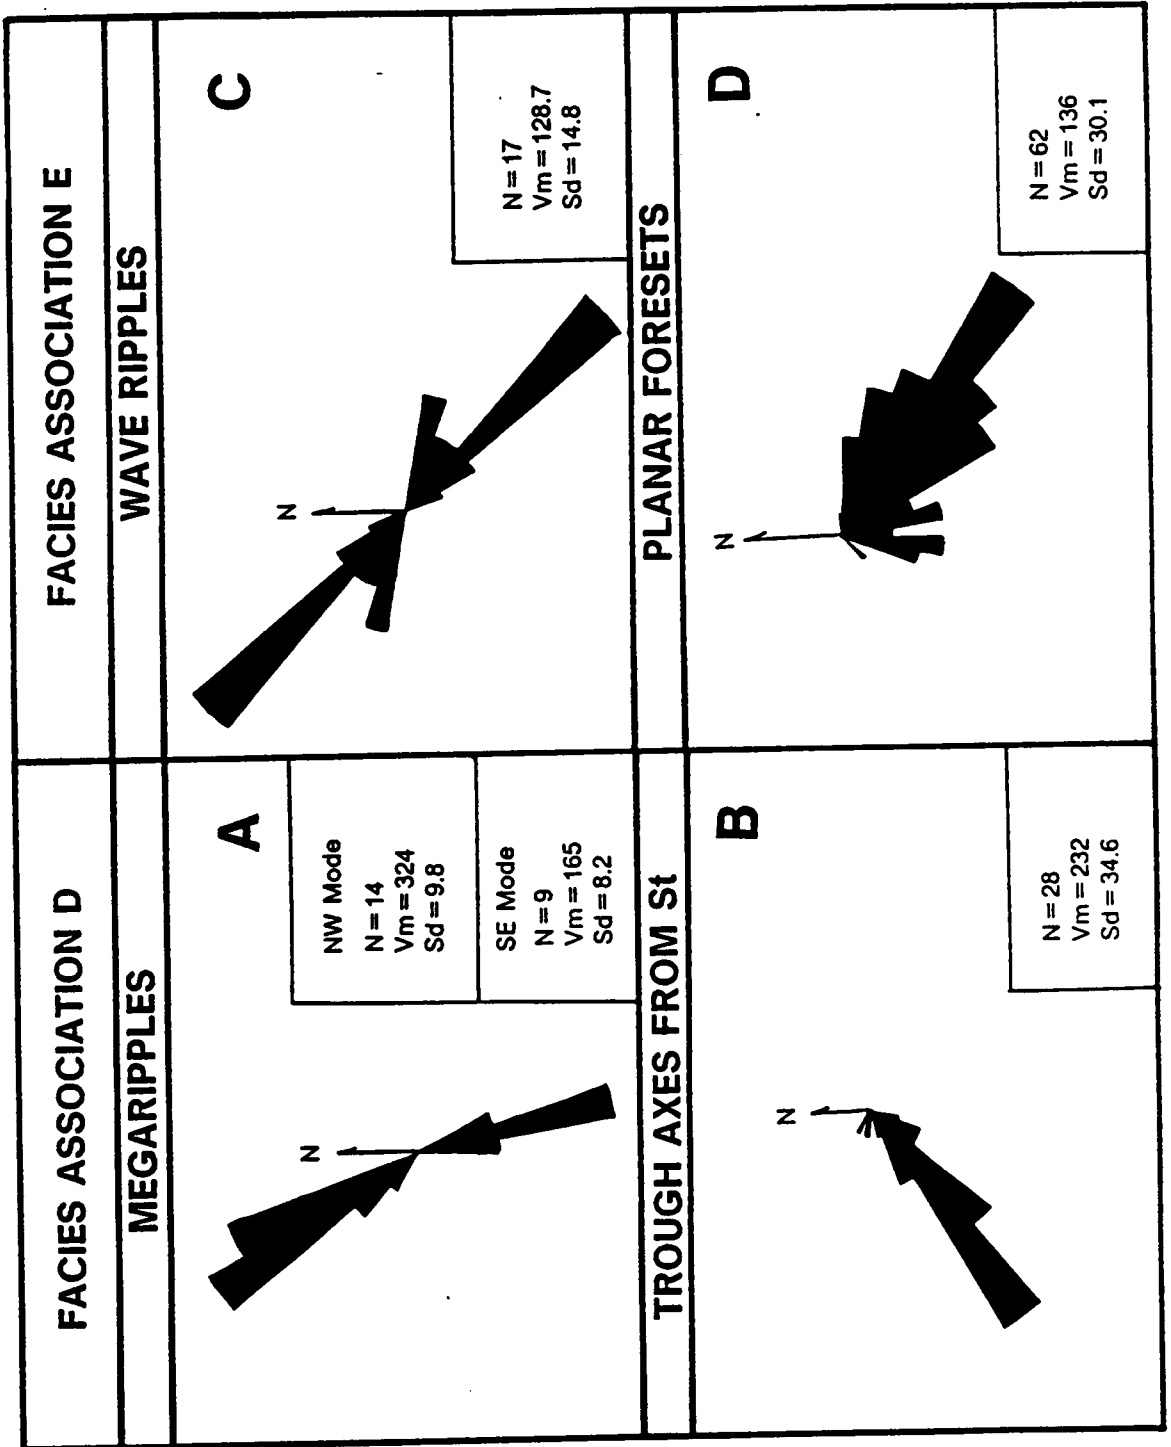 FACIES ASSOCIATION D
MEGARIPPLES
A
N
NW Mode
N = 14
Vm = 324
Sd = 9.8
SE Mode
N = 9
Vm = 165
Sd = 8.2
TROUGH AXES FROM St
B
N
N = 28
Vm = 232
Sd = 34.6
FACIES ASSOCIATION E
WAVE RIPPLES
C
N
N = 17
Vm = 128.7
Sd = 14.8
PLANAR FORESETS
D
N
N = 62
Vm = 136
Sd = 30.1